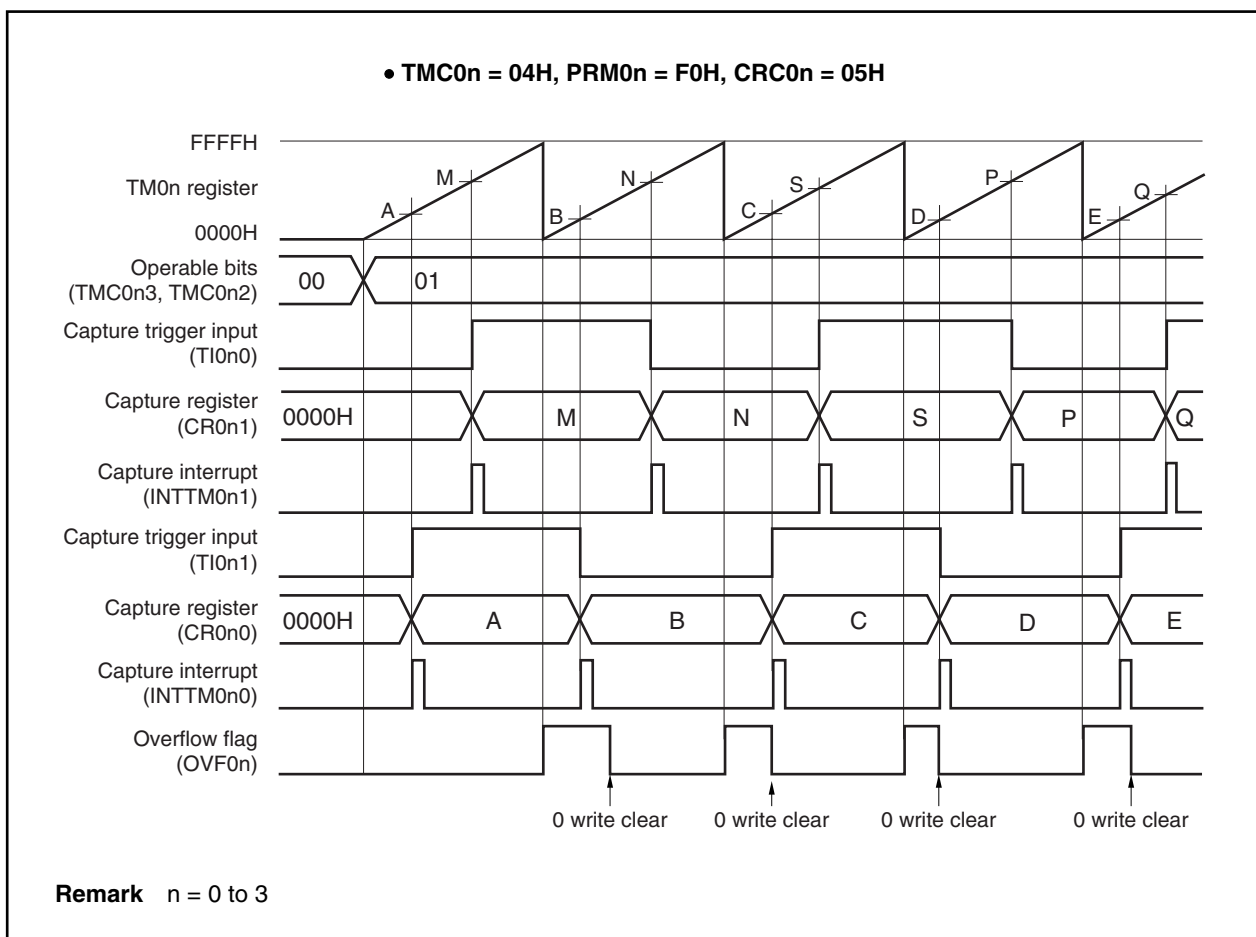 • TMC0n = 04H, PRM0n = F0H, CRC0n = 05H
FFFFH
TM0n register
0000H
A M B N C S D P E Q
Operable bits
(TMC0n3, TMC0n2)
00 01
Capture trigger input
(TI0n0)
Capture register
(CR0n1)
0000H M N S P Q
Capture interrupt
(INTTM0n1)
Capture trigger input
(TI0n1)
Capture register
(CR0n0)
0000H A B C D E
Capture interrupt
(INTTM0n0)
Overflow flag
(OVF0n)
0 write clear 0 write clear 0 write clear 0 write clear
Remark n = 0 to 3